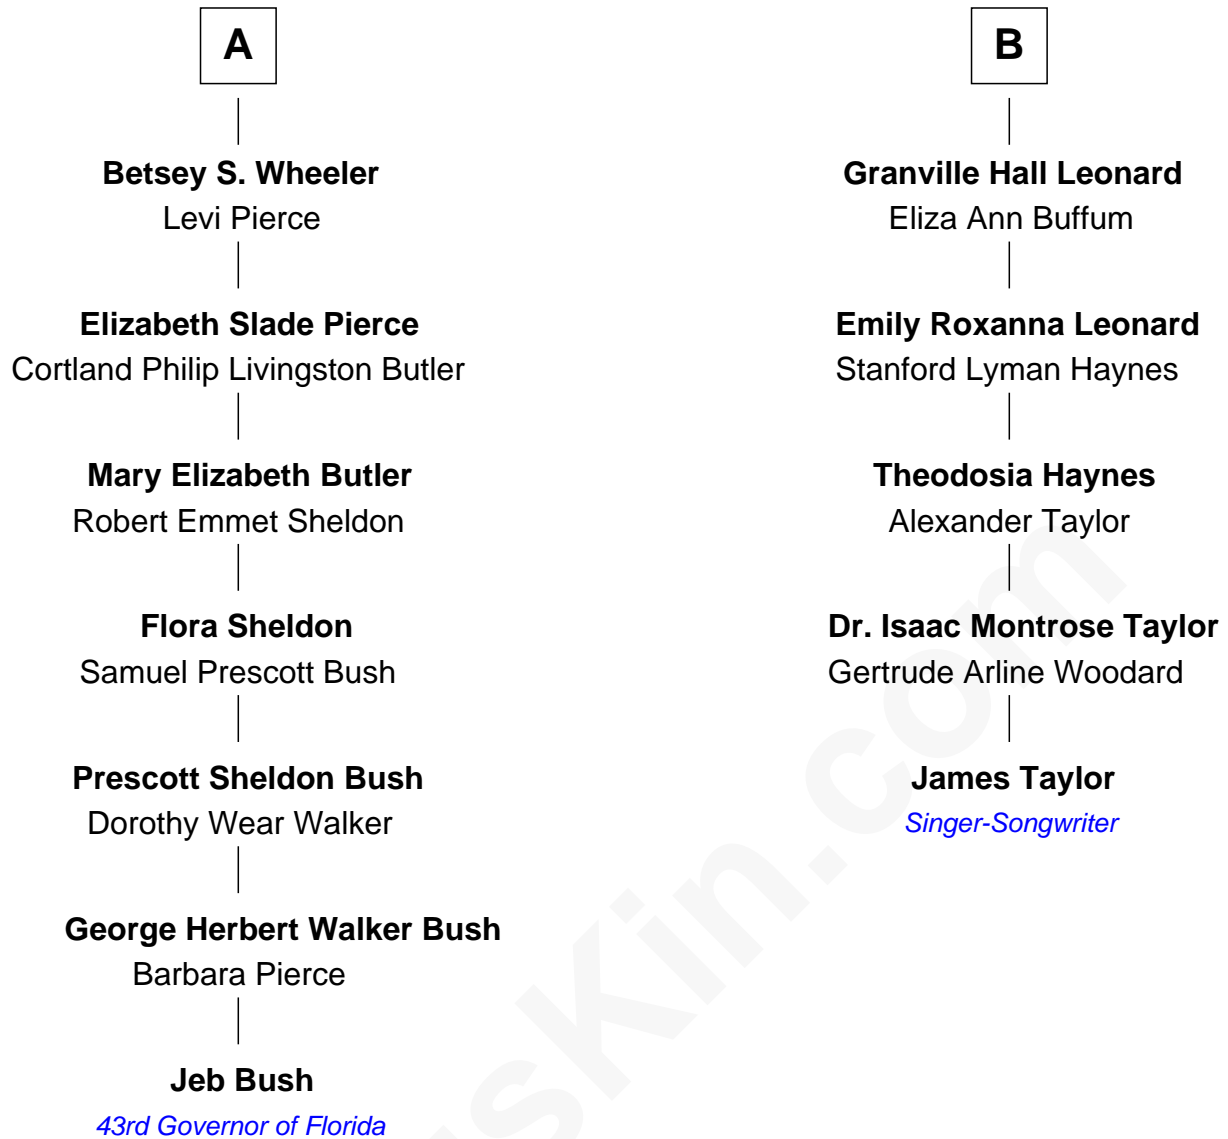 A
Betsey S. Wheeler
Levi Pierce
Elizabeth Slade Pierce
Cortland Philip Livingston Butler
Mary Elizabeth Butler
Robert Emmet Sheldon
Flora Sheldon
Samuel Prescott Bush
Prescott Sheldon Bush
Dorothy Wear Walker
George Herbert Walker Bush
Barbara Pierce
Jeb Bush
43rd Governor of Florida
B
Granville Hall Leonard
Eliza Ann Buffum
Emily Roxanna Leonard
Stanford Lyman Haynes
Theodosia Haynes
Alexander Taylor
Dr. Isaac Montrose Taylor
Gertrude Arline Woodard
James Taylor
Singer-Songwriter
sKin.com